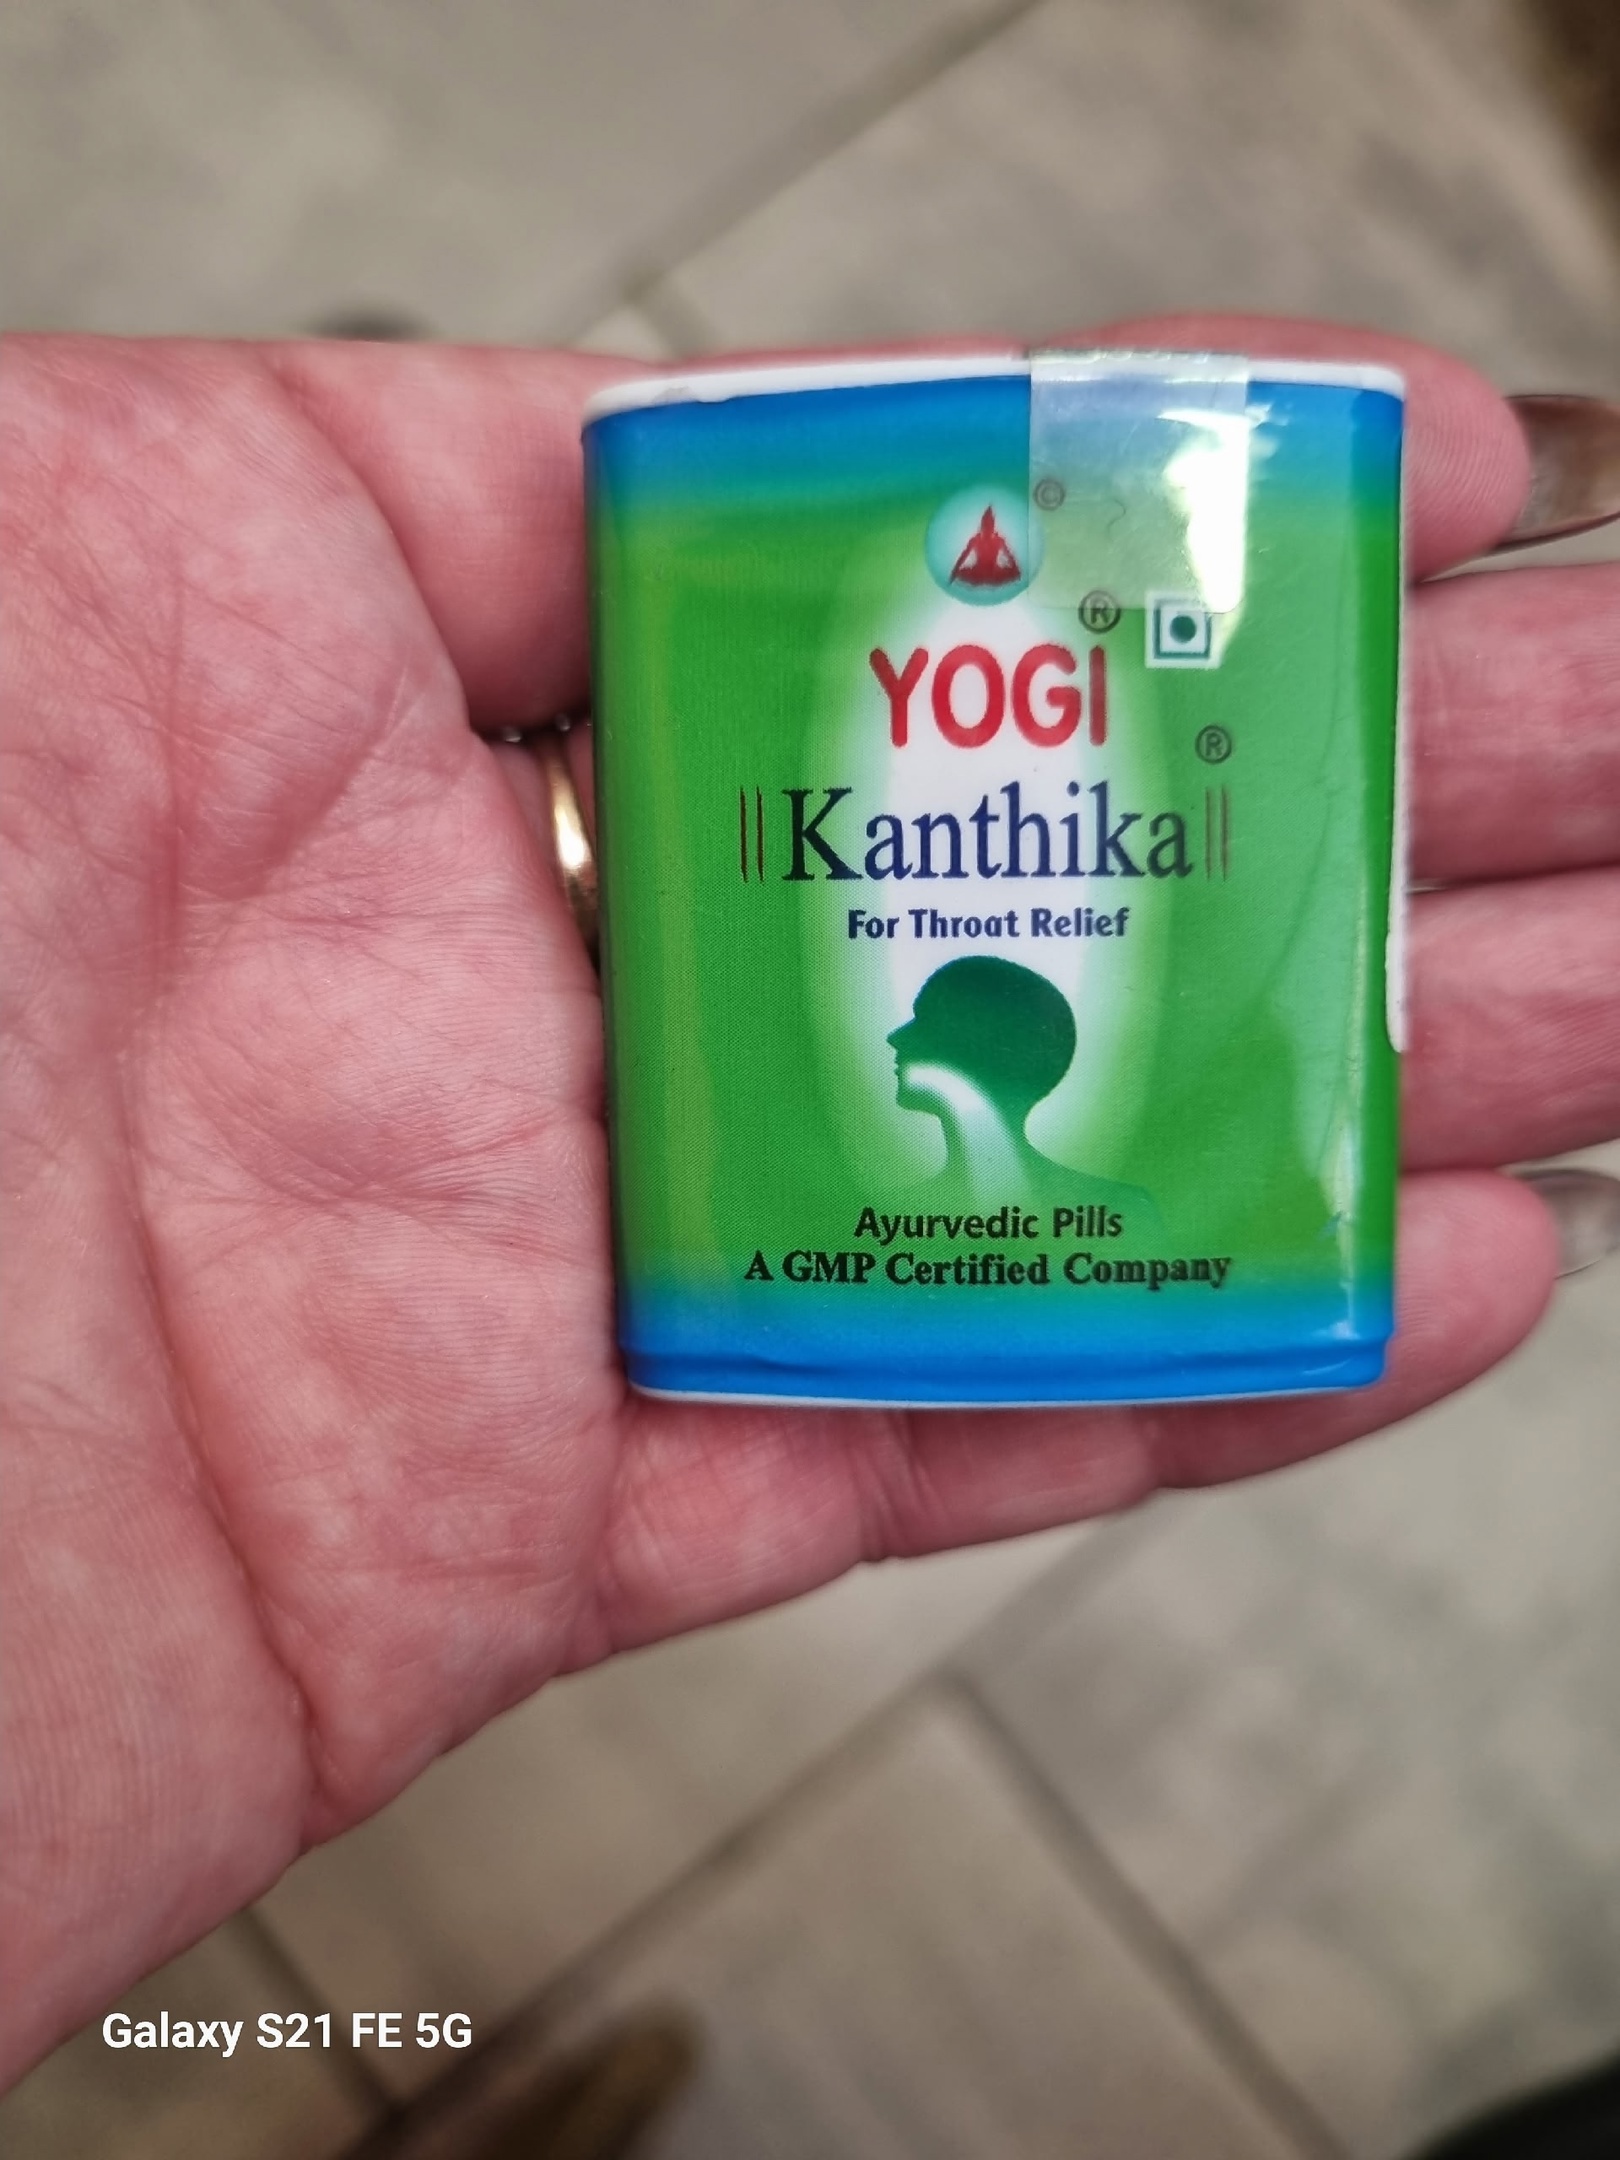 ©
YOGI®
||Kanthika||®
For Throat Relief
Ayurvedic Pills
A GMP Certified Company
Galaxy S21 FE 5G